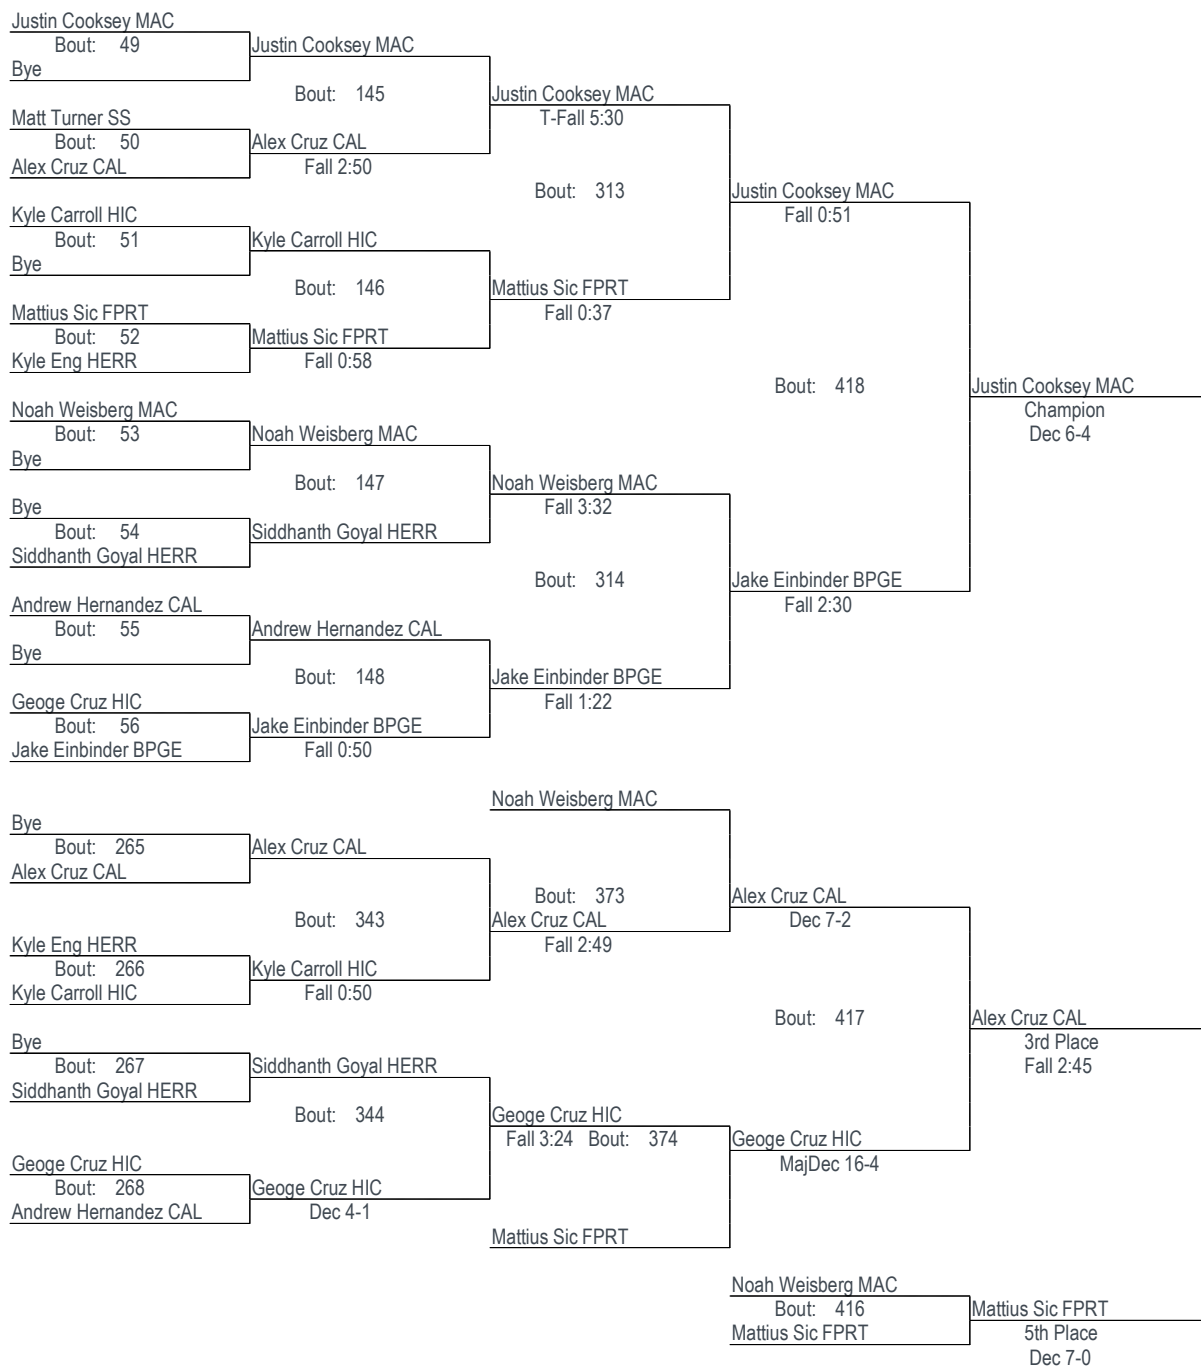 Justin Cooksey MAC
Bout: 49
Bye
Justin Cooksey MAC
Bout: 145
Matt Turner SS
Bout: 50
Alex Cruz CAL
Alex Cruz CAL
Fall 2:50
Justin Cooksey MAC
T-Fall 5:30
Bout: 313
Kyle Carroll HIC
Bout: 51
Bye
Kyle Carroll HIC
Bout: 146
Mattius Sic FPRT
Bout: 52
Kyle Eng HERR
Mattius Sic FPRT
Fall 0:58
Mattius Sic FPRT
Fall 0:37
Justin Cooksey MAC
Fall 0:51
Bout: 418
Justin Cooksey MAC
Champion
Dec 6-4
Noah Weisberg MAC
Bout: 53
Bye
Noah Weisberg MAC
Bout: 147
Bye
Bout: 54
Siddhanth Goyal HERR
Siddhanth Goyal HERR
Noah Weisberg MAC
Fall 3:32
Bout: 314
Andrew Hernandez CAL
Bout: 55
Bye
Andrew Hernandez CAL
Bout: 148
Geoge Cruz HIC
Bout: 56
Jake Einbinder BPGE
Jake Einbinder BPGE
Fall 0:50
Jake Einbinder BPGE
Fall 1:22
Jake Einbinder BPGE
Fall 2:30
Noah Weisberg MAC
Bye
Bout: 265
Alex Cruz CAL
Alex Cruz CAL
Bout: 343
Kyle Eng HERR
Bout: 266
Kyle Carroll HIC
Kyle Carroll HIC
Fall 0:50
Bout: 373
Alex Cruz CAL
Fall 2:49
Alex Cruz CAL
Dec 7-2
Bout: 417
Alex Cruz CAL
3rd Place
Fall 2:45
Bye
Bout: 267
Siddhanth Goyal HERR
Siddhanth Goyal HERR
Bout: 344
Geoge Cruz HIC
Bout: 268
Andrew Hernandez CAL
Geoge Cruz HIC
Dec 4-1
Geoge Cruz HIC
Fall 3:24 Bout: 374
Mattius Sic FPRT
Geoge Cruz HIC
MajDec 16-4
Noah Weisberg MAC
Bout: 416
Mattius Sic FPRT
Mattius Sic FPRT
5th Place
Dec 7-0